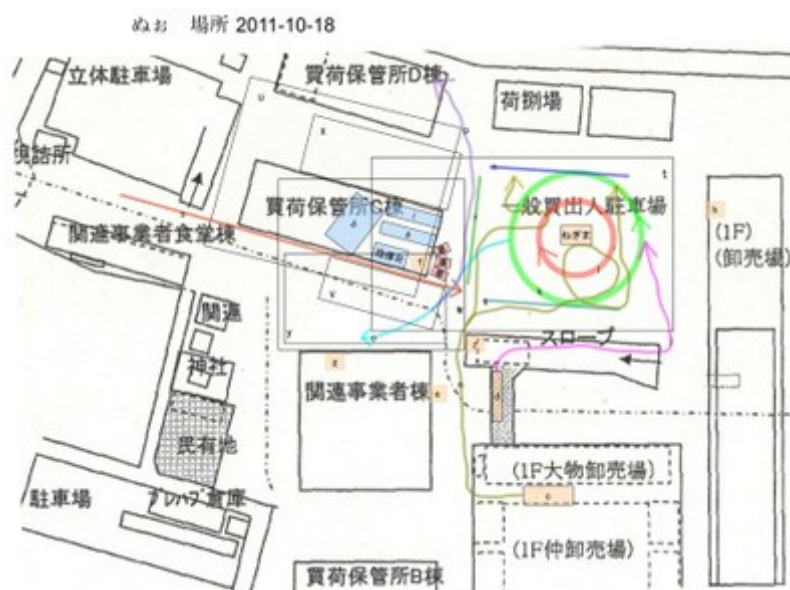 ぬぉ 場所 2011-10-18
立体駐車場
買荷保管所D棟
荷捌場
u
x
t
買荷保管所C棟
一般買出人駐車場
ねぎま
(1F)
(卸売場)
関連事業者食堂棟
関連
スロープ
y
神社
関連事業者棟
民有地
(1F大物卸売場)
駐車場
プレハブ倉庫
c
(1F仲卸売場)
買荷保管所B棟